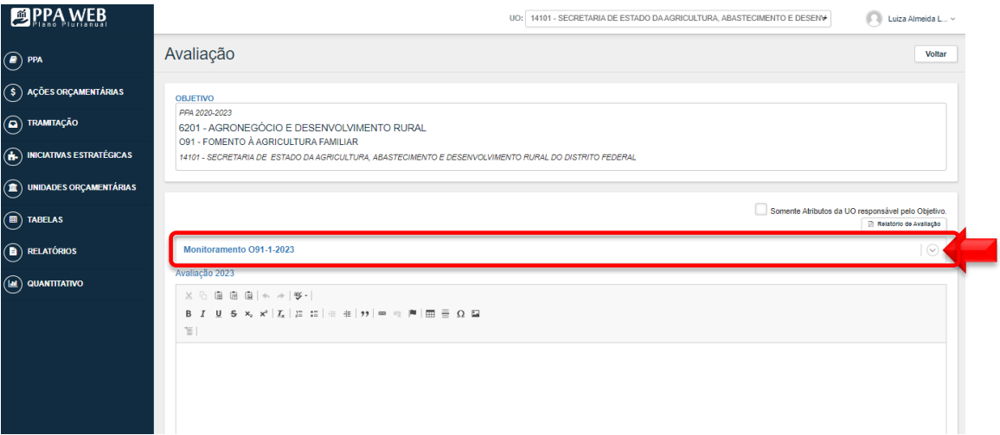 PPA WEB
Plano Plurianual
UO: 14101 - SECRETARIA DE ESTADO DA AGRICULTURA, ABASTECIMENTO E DESENV
Luiza Almeida L...
PPA
AÇÕES ORÇAMENTÁRIAS
TRAMITAÇÃO
INICIATIVAS ESTRATÉGICAS
UNIDADES ORÇAMENTÁRIAS
TABELAS
RELATÓRIOS
QUANTITATIVO
Avaliação
Voltar
OBJETIVO
PPA 2020-2023
6201 - AGRONEGÓCIO E DESENVOLVIMENTO RURAL
O91 - FOMENTO À AGRICULTURA FAMILIAR
14101 - SECRETARIA DE ESTADO DA AGRICULTURA, ABASTECIMENTO E DESENVOLVIMENTO RURAL DO DISTRITO FEDERAL
Somente Atributos da UO responsável pelo Objetivo.
Relatório de Avaliação
Monitoramento O91-1-2023
Avaliação 2023
B I U S x₂ x² Ix Ω